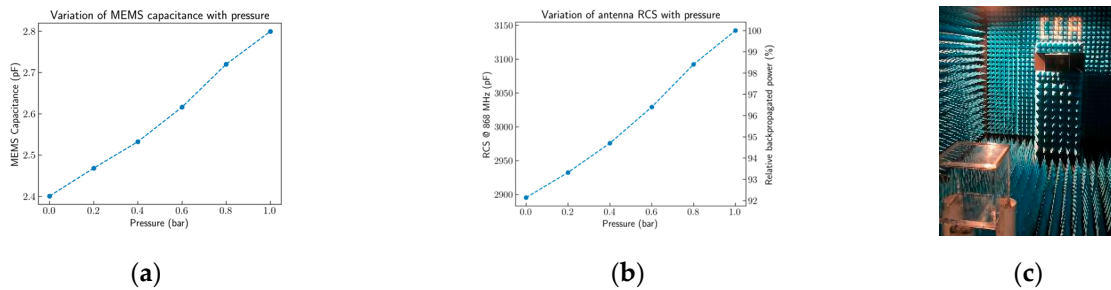 Variation of MEMS capacitance with pressure
MEMS Capacitance (pF)
2.8
2.7
2.6
2.5
2.4
0.0 0.2 0.4 0.6 0.8 1.0
Pressure (bar)
(a)
Variation of antenna RCS with pressure
RCS @ 868 MHz (pF)
3150
3100
3050
3000
2950
2900
100
99
98
97
96
95
94
93
92
Relative backpropagated power (%)
0.0 0.2 0.4 0.6 0.8 1.0
Pressure (bar)
(b)
(c)